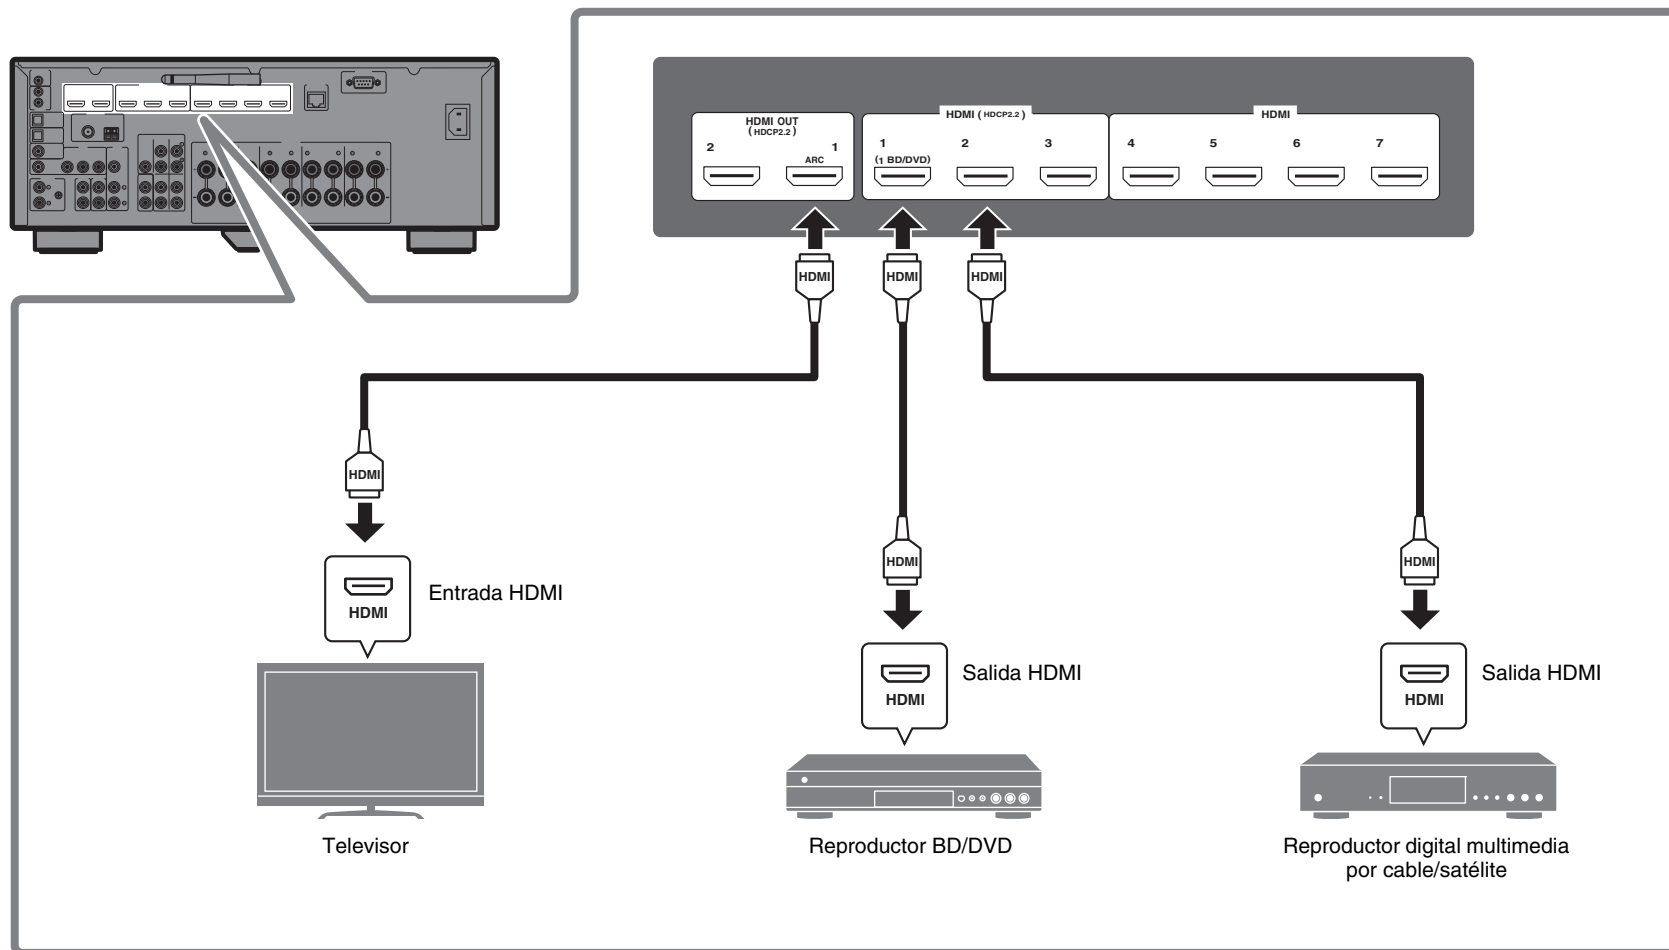 HDMI OUT
(HDCP2.2)
2 1
ARC
HDMI (HDCP2.2)
1 2 3
(1 BD/DVD)
HDMI
4 5 6 7
HDMI
HDMI
HDMI
HDMI
HDMI
HDMI
HDMI
Entrada HDMI
HDMI
Salida HDMI
HDMI
Salida HDMI
Televisor
Reproductor BD/DVD
Reproductor digital multimedia
por cable/satélite